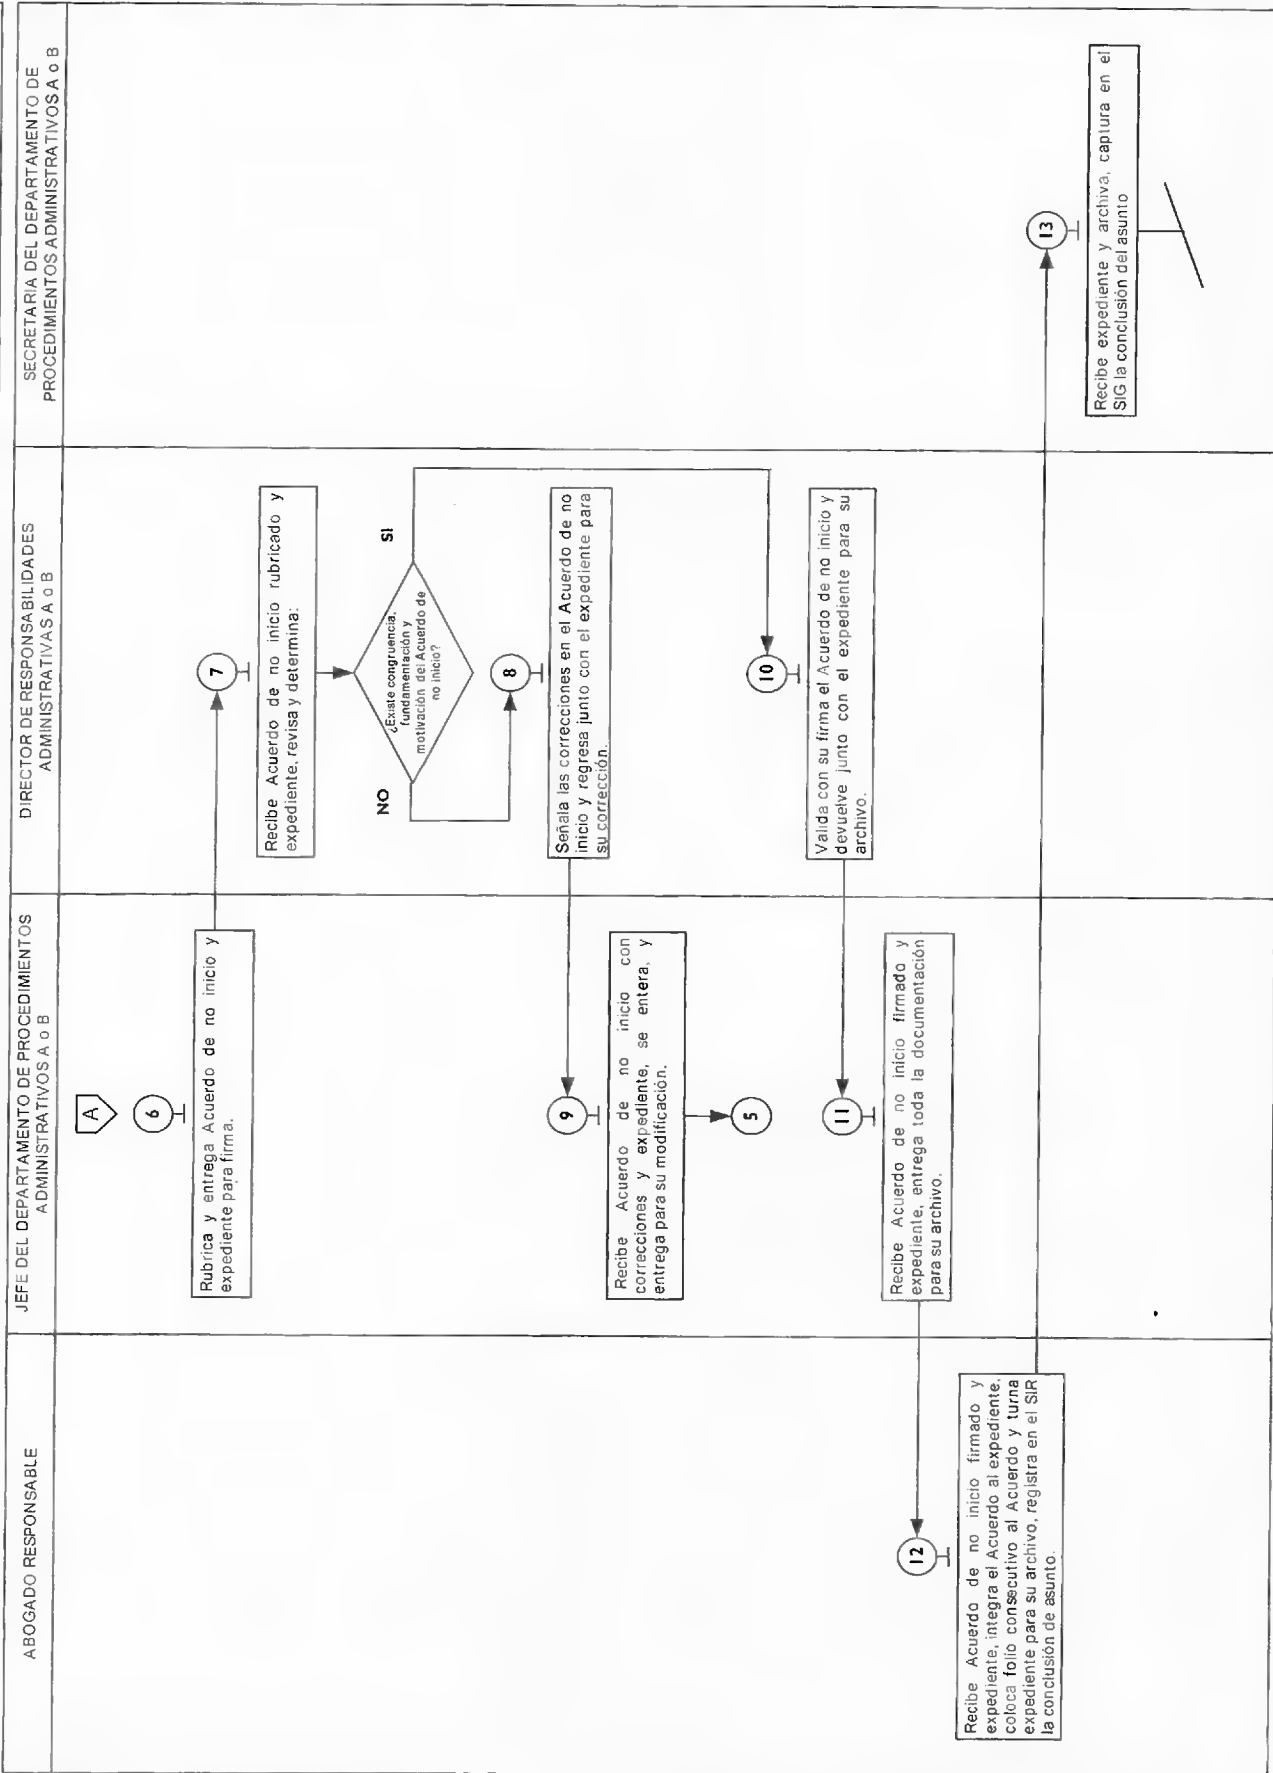 ABOGADO RESPONSABLE
JEFE DEL DEPARTAMENTO DE PROCEDIMIENTOS
ADMINISTRATIVOS A o B
DIRECTOR DE RESPONSABILIDADES
ADMINISTRATIVAS A o B
SECRETARIA DEL DEPARTAMENTO DE
PROCEDIMIENTOS ADMINISTRATIVOS A o B
A
6
Rubrica y entrega Acuerdo de no inicio y
expediente para firma.
7
Recibe Acuerdo de no inicio rubricado y
expediente, revisa y determina:
¿Existe congruencia,
fundamentación y
motivación del Acuerdo de
no inicio?
NO
SI
8
Señala las correcciones en el Acuerdo de no
inicio y regresa junto con el expediente para
su corrección.
9
Recibe Acuerdo de no inicio con
correcciones y expediente, se entera, y
entrega para su modificación.
5
10
Valida con su firma el Acuerdo de no inicio y
devuelve junto con el expediente para su
archivo.
11
Recibe Acuerdo de no inicio firmado y
expediente, entrega toda la documentación
para su archivo.
12
Recibe Acuerdo de no inicio firmado y
expediente, integra el Acuerdo al expediente,
coloca folio consecutivo al Acuerdo y turna
expediente para su archivo, registra en el SIR
la conclusión de asunto.
13
Recibe expediente y archiva, captura en el
SIG la conclusión del asunto